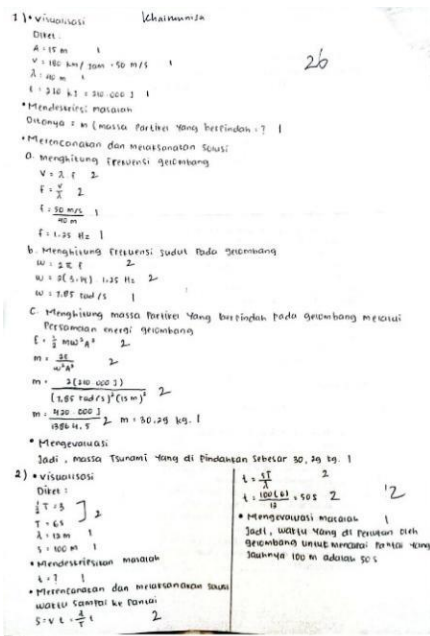 Khairunnisa
26
1) • Visualisasi
Diket :
A = 15 m 1
V = 180 km/jam = 50 m/s 1
λ = 40 m 1
E = 210 kJ = 210.000 J 1
• Mendeskripsi masalah
Ditanya = m (massa partikel yang berpindah = ? 1
• Merencanakan dan melaksanakan solusi
a. Menghitung frekuensi gelombang
V = λ f 2
f = V/λ 2
f = 50 m/s / 40 m 1
f = 1.25 Hz 1
b. Menghitung frekuensi sudut pada gelombang
ω = 2π f 2
ω = 2(3.14) 1,25 Hz 2
ω = 7.85 rad/s 1
C. Menghitung massa partikel yang berpindah pada gelombang melalui
Persamaan energi gelombang
E = 1/2 mω²A² 2
m = 2E / ω²A² 2
m = 2(210.000 J) / (7,85 rad/s)²(15 m)² 2
m = 420.000 J / 13864,5 2 m = 30.29 kg. 1
• Mengevaluasi
Jadi, massa Tsunami yang di pindahkan sebesar 30,29 kg. 1
2) • Visualisasi
Diket :
1/2 T = 3
T = 6s ] 2
λ = 12 m 1
s = 100 m 1
• Mendeskripsikan masalah
t = ? 1
• Merencanakan dan melaksanakan solusi
waktu sampai ke pantai
s = v t = λ/T t 2
t = sT/λ 2
t = 100(6)/12 = 50 s 2
12
• Mengevaluasi masalah 1
Jadi, waktu yang di perlukan oleh
gelombang untuk mencapai pantai yang
jauhnya 100 m adalah 50 s